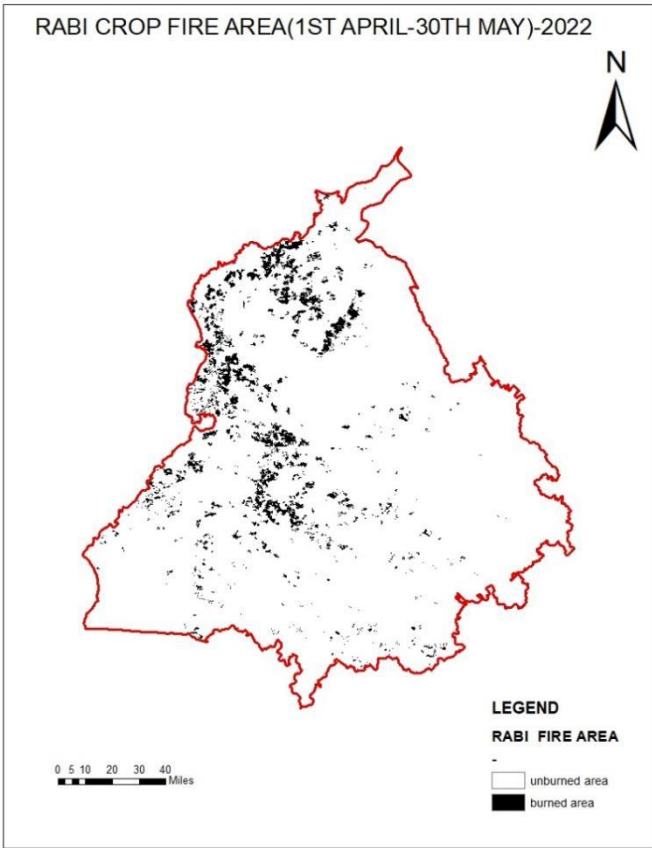 RABI CROP FIRE AREA(1ST APRIL-30TH MAY)-2022
N
LEGEND
RABI FIRE AREA
-
unburned area
burned area
0 5 10 20 30 40
Miles